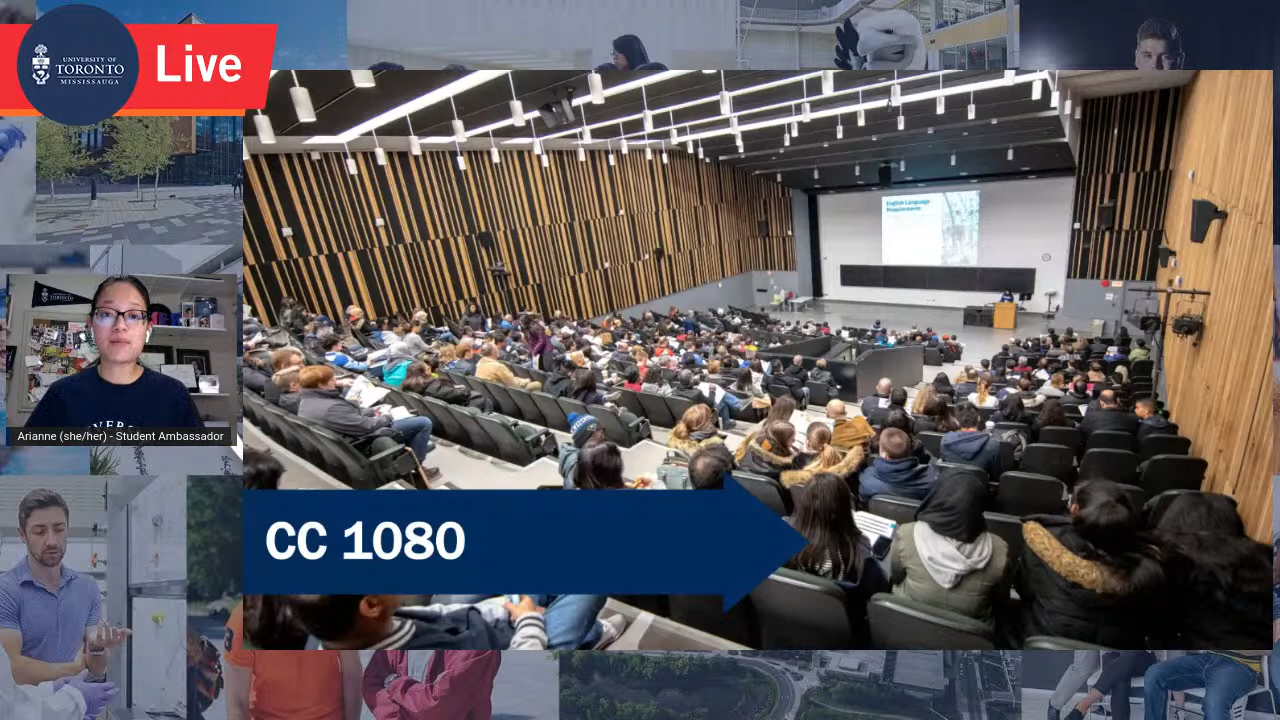 UNIVERSITY OF
TORONTO
MISSISSAUGA
Live
English Language
Requirements
Arianne (she/her) - Student Ambassador
CC 1080